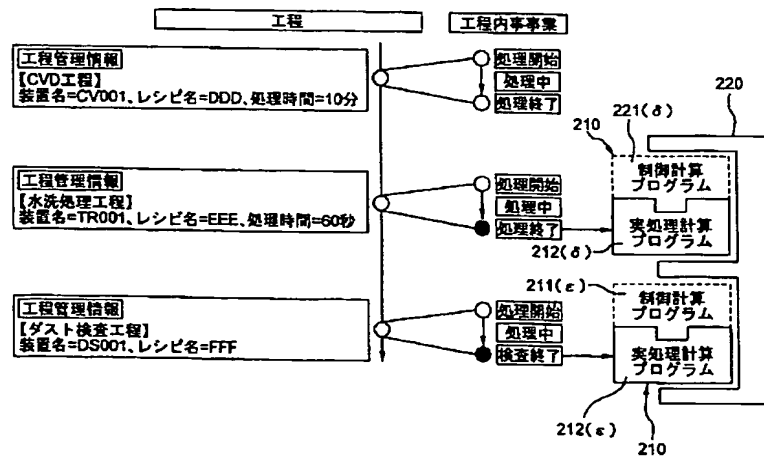 工程
工程内事事業
工程管理情報
【CVD工程】
装置名=CV001、レシピ名=DDD、処理時間=10分
処理開始
処理中
処理終了
220
221(δ)
210
制御計算
プログラム
工程管理情報
【水洗処理工程】
装置名=TR001、レシピ名=EEE、処理時間=60秒
処理開始
処理中
処理終了
実処理計算
プログラム
212(δ)
211(ε)
制御計算
プログラム
工程管理情報
【ダスト検査工程】
装置名=DS001、レシピ名=FFF
処理開始
処理中
検査終了
実処理計算
プログラム
212(ε)
210